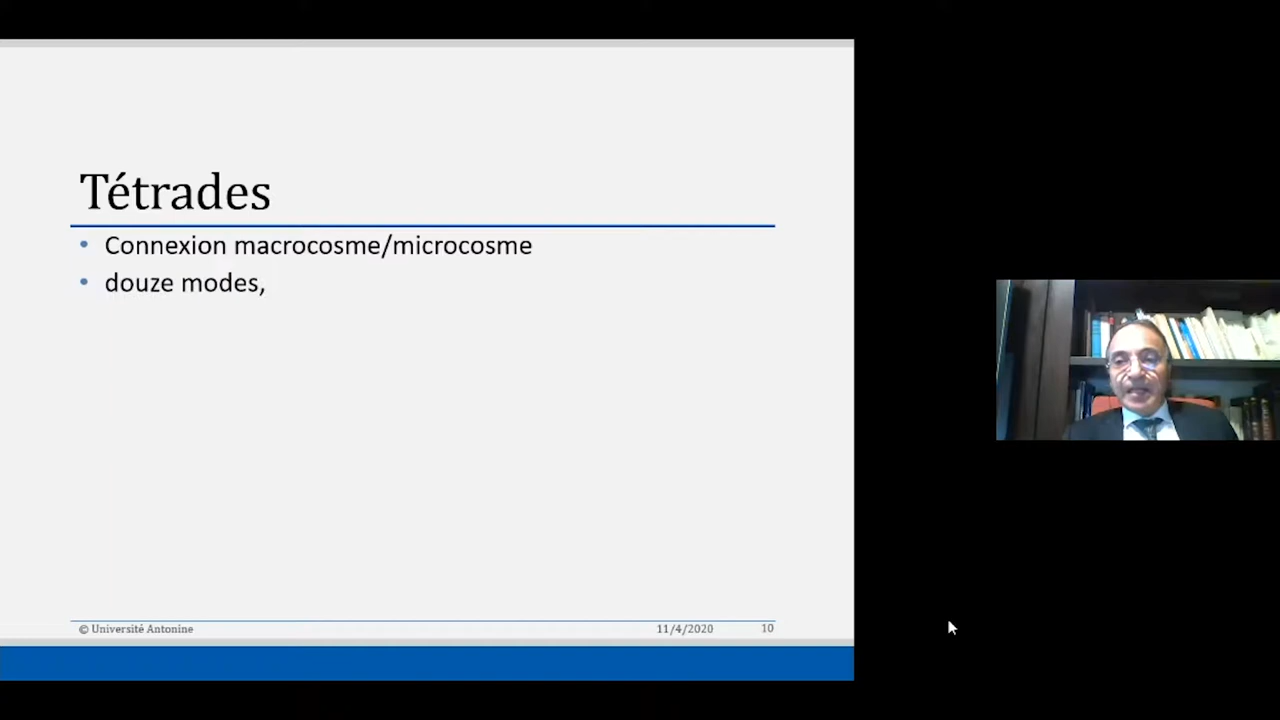 Tétrades
• Connexion macrocosme/microcosme
• douze modes,
© Université Antonine 11/4/2020 10